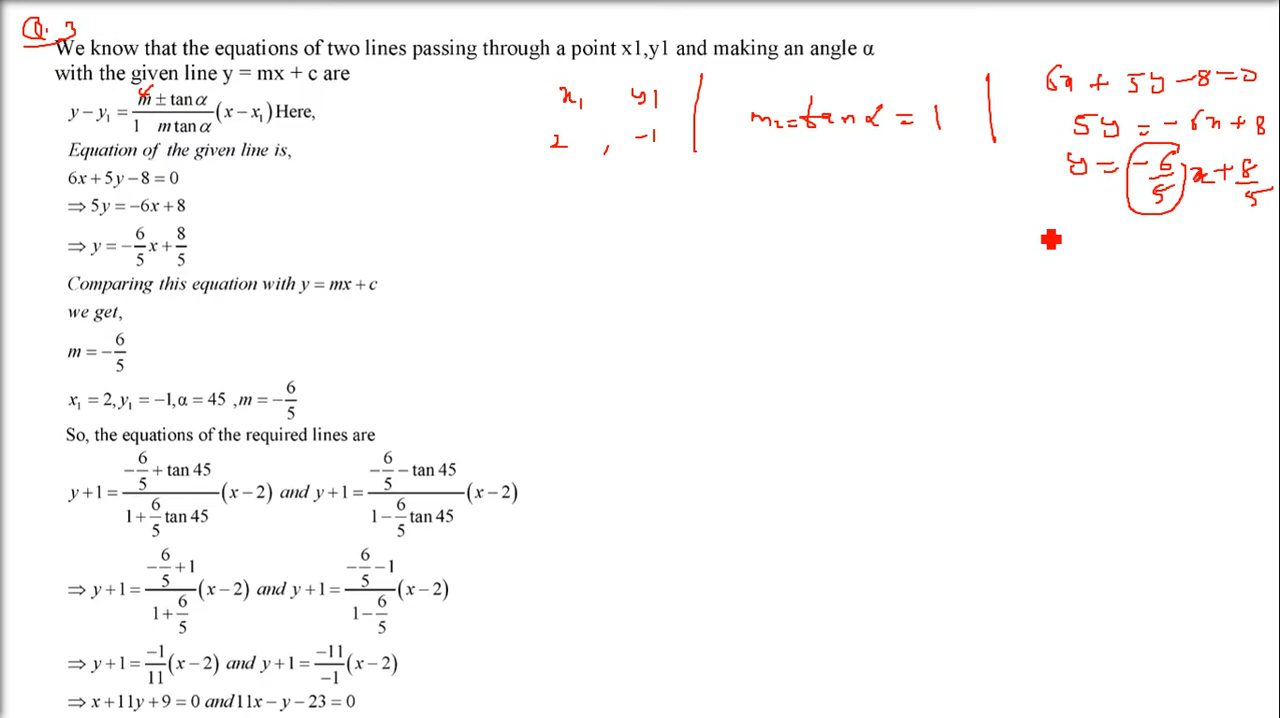 Q. 3
We know that the equations of two lines passing through a point x1,y1 and making an angle α
with the given line y = mx + c are
y − y₁ = (m ± tan α)/(1   m tan α) (x − x₁) Here,
Equation of the given line is,
6x + 5y − 8 = 0
⇒ 5y = −6x + 8
⇒ y = −6/5 x + 8/5
Comparing this equation with y = mx + c
we get,
m = −6/5
x₁ = 2, y₁ = −1, α = 45 ,m = −6/5
So, the equations of the required lines are
y + 1 = (−6/5 + tan 45)/(1 + 6/5 tan 45) (x − 2) and y + 1 = (−6/5 − tan 45)/(1 − 6/5 tan 45) (x − 2)
⇒ y + 1 = (−6/5 + 1)/(1 + 6/5) (x − 2) and y + 1 = (−6/5 − 1)/(1 − 6/5) (x − 2)
⇒ y + 1 = −1/11 (x − 2) and y + 1 = −11/−1 (x − 2)
⇒ x + 11y + 9 = 0 and 11x − y − 23 = 0
x₁ y1
2 , −1
m₂ = tan α = 1
6x + 5y − 8 = 0
5y = − 6x + 8
y = −6/5 x + 8/5